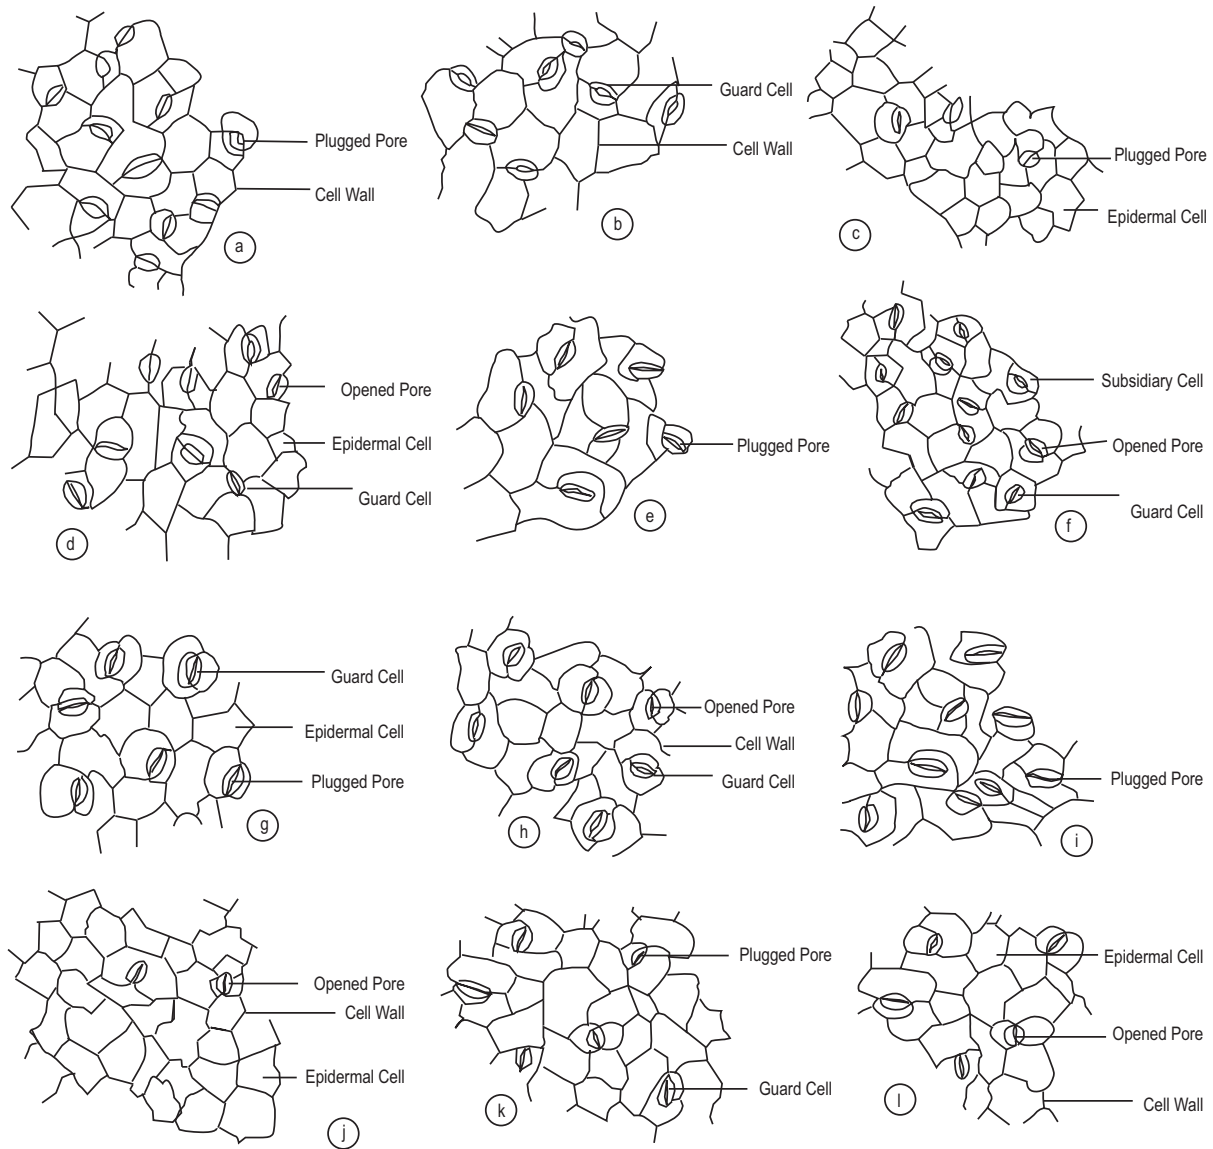 Plugged Pore
Cell Wall
a
Guard Cell
Cell Wall
b
Plugged Pore
Epidermal Cell
c
Opened Pore
Epidermal Cell
Guard Cell
d
Plugged Pore
e
Subsidiary Cell
Opened Pore
Guard Cell
f
Guard Cell
Epidermal Cell
Plugged Pore
g
Opened Pore
Cell Wall
Guard Cell
h
Plugged Pore
i
Opened Pore
Cell Wall
Epidermal Cell
j
Plugged Pore
Guard Cell
k
Epidermal Cell
Opened Pore
Cell Wall
l